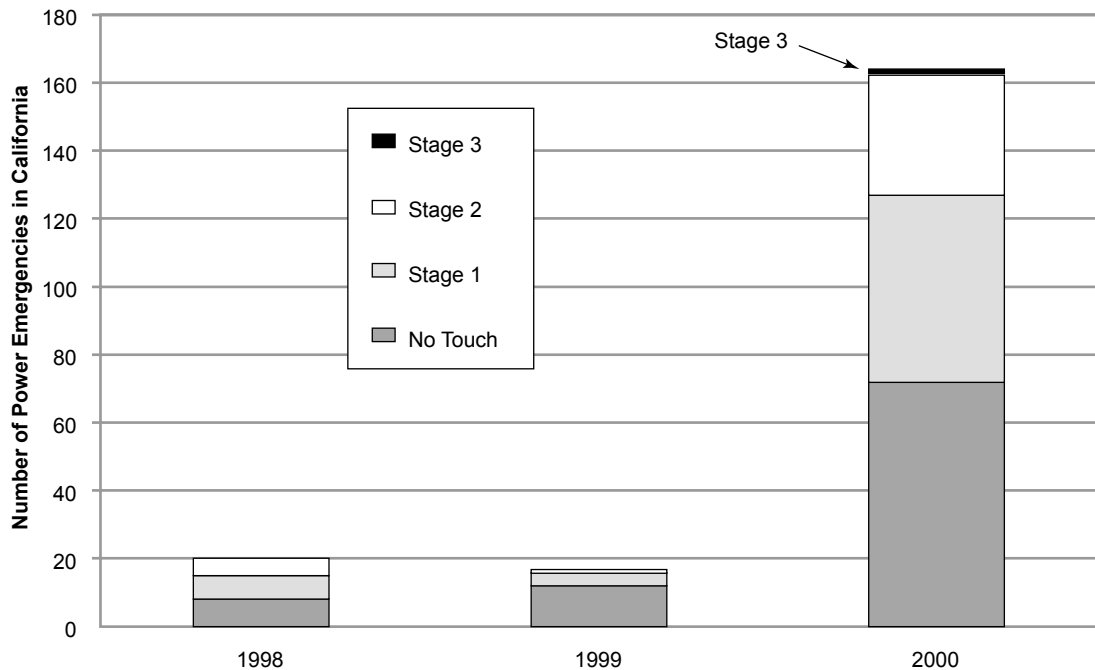 Number of Power Emergencies in California
180
160
140
120
100
80
60
40
20
0
Stage 3
Stage 3
Stage 2
Stage 1
No Touch
1998
1999
2000